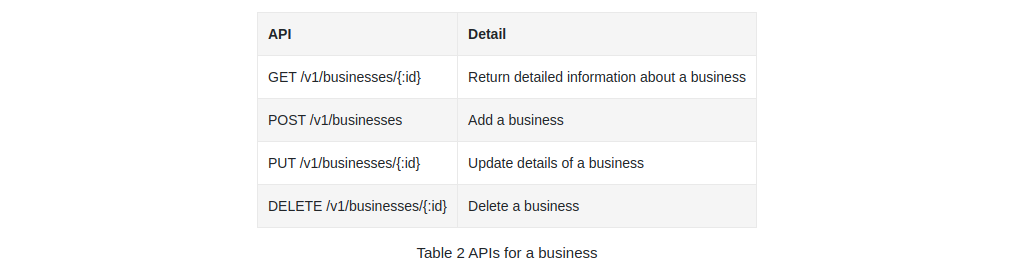 API Detail
GET /v1/businesses/{:id} Return detailed information about a business
POST /v1/businesses Add a business
PUT /v1/businesses/{:id} Update details of a business
DELETE /v1/businesses/{:id} Delete a business
Table 2 APIs for a business